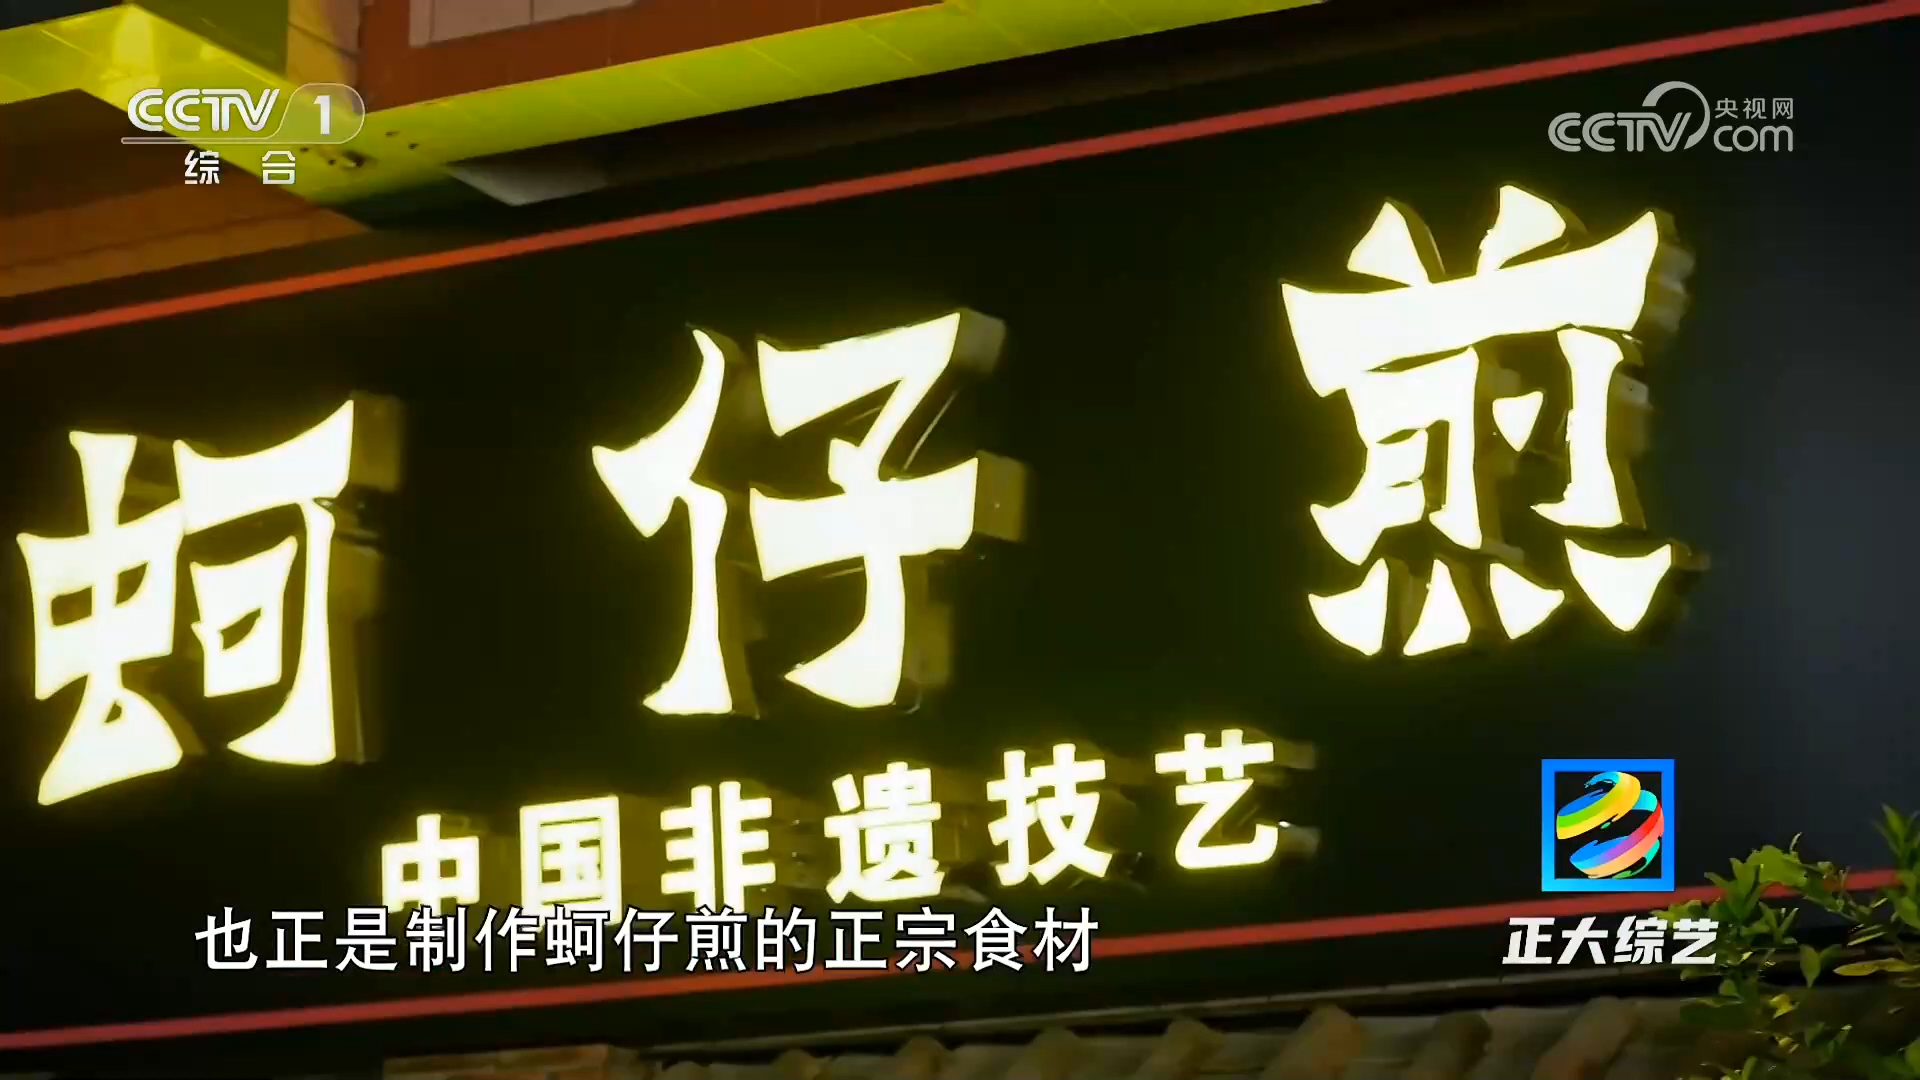 CCTV 1
综合
央视网
CCTV.com
蚵仔煎
中国非遗技艺
也正是制作蚵仔煎的正宗食材
正大综艺